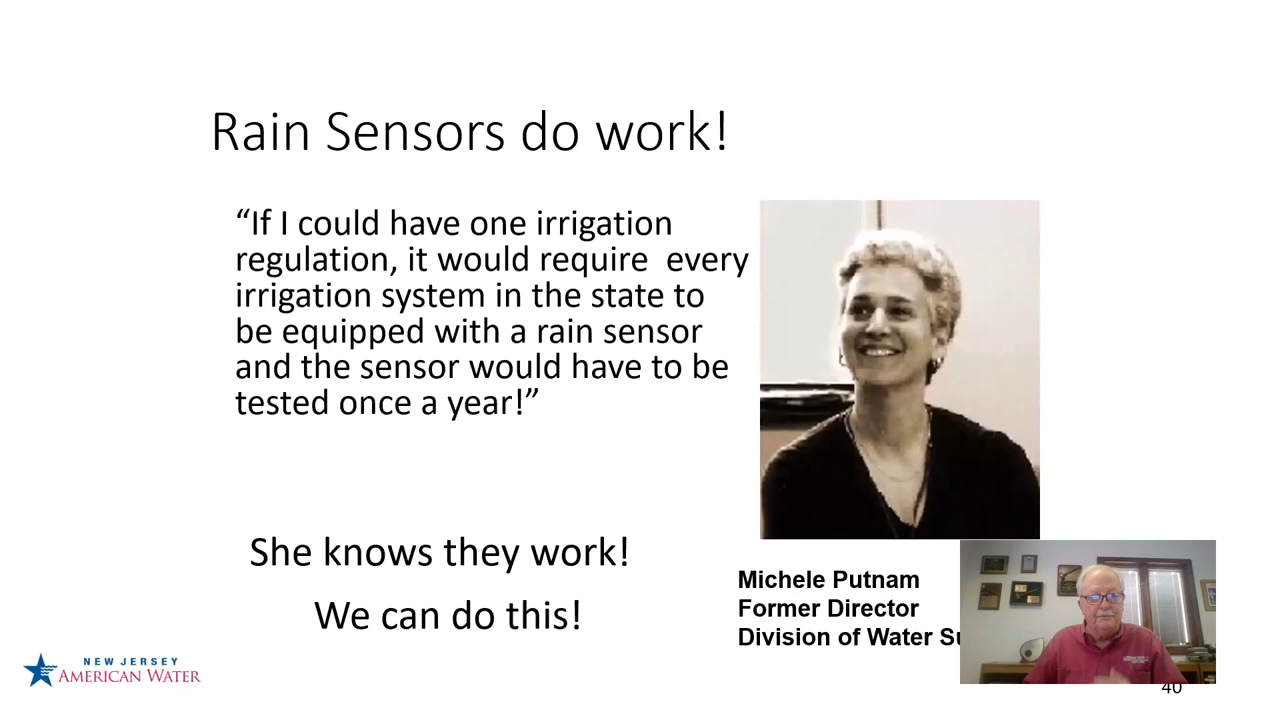 Rain Sensors do work!
“If I could have one irrigation
regulation, it would require every
irrigation system in the state to
be equipped with a rain sensor
and the sensor would have to be
tested once a year!”
She knows they work!
We can do this!
Michele Putnam
Former Director
Division of Water
NEW JERSEY
AMERICAN WATER
40